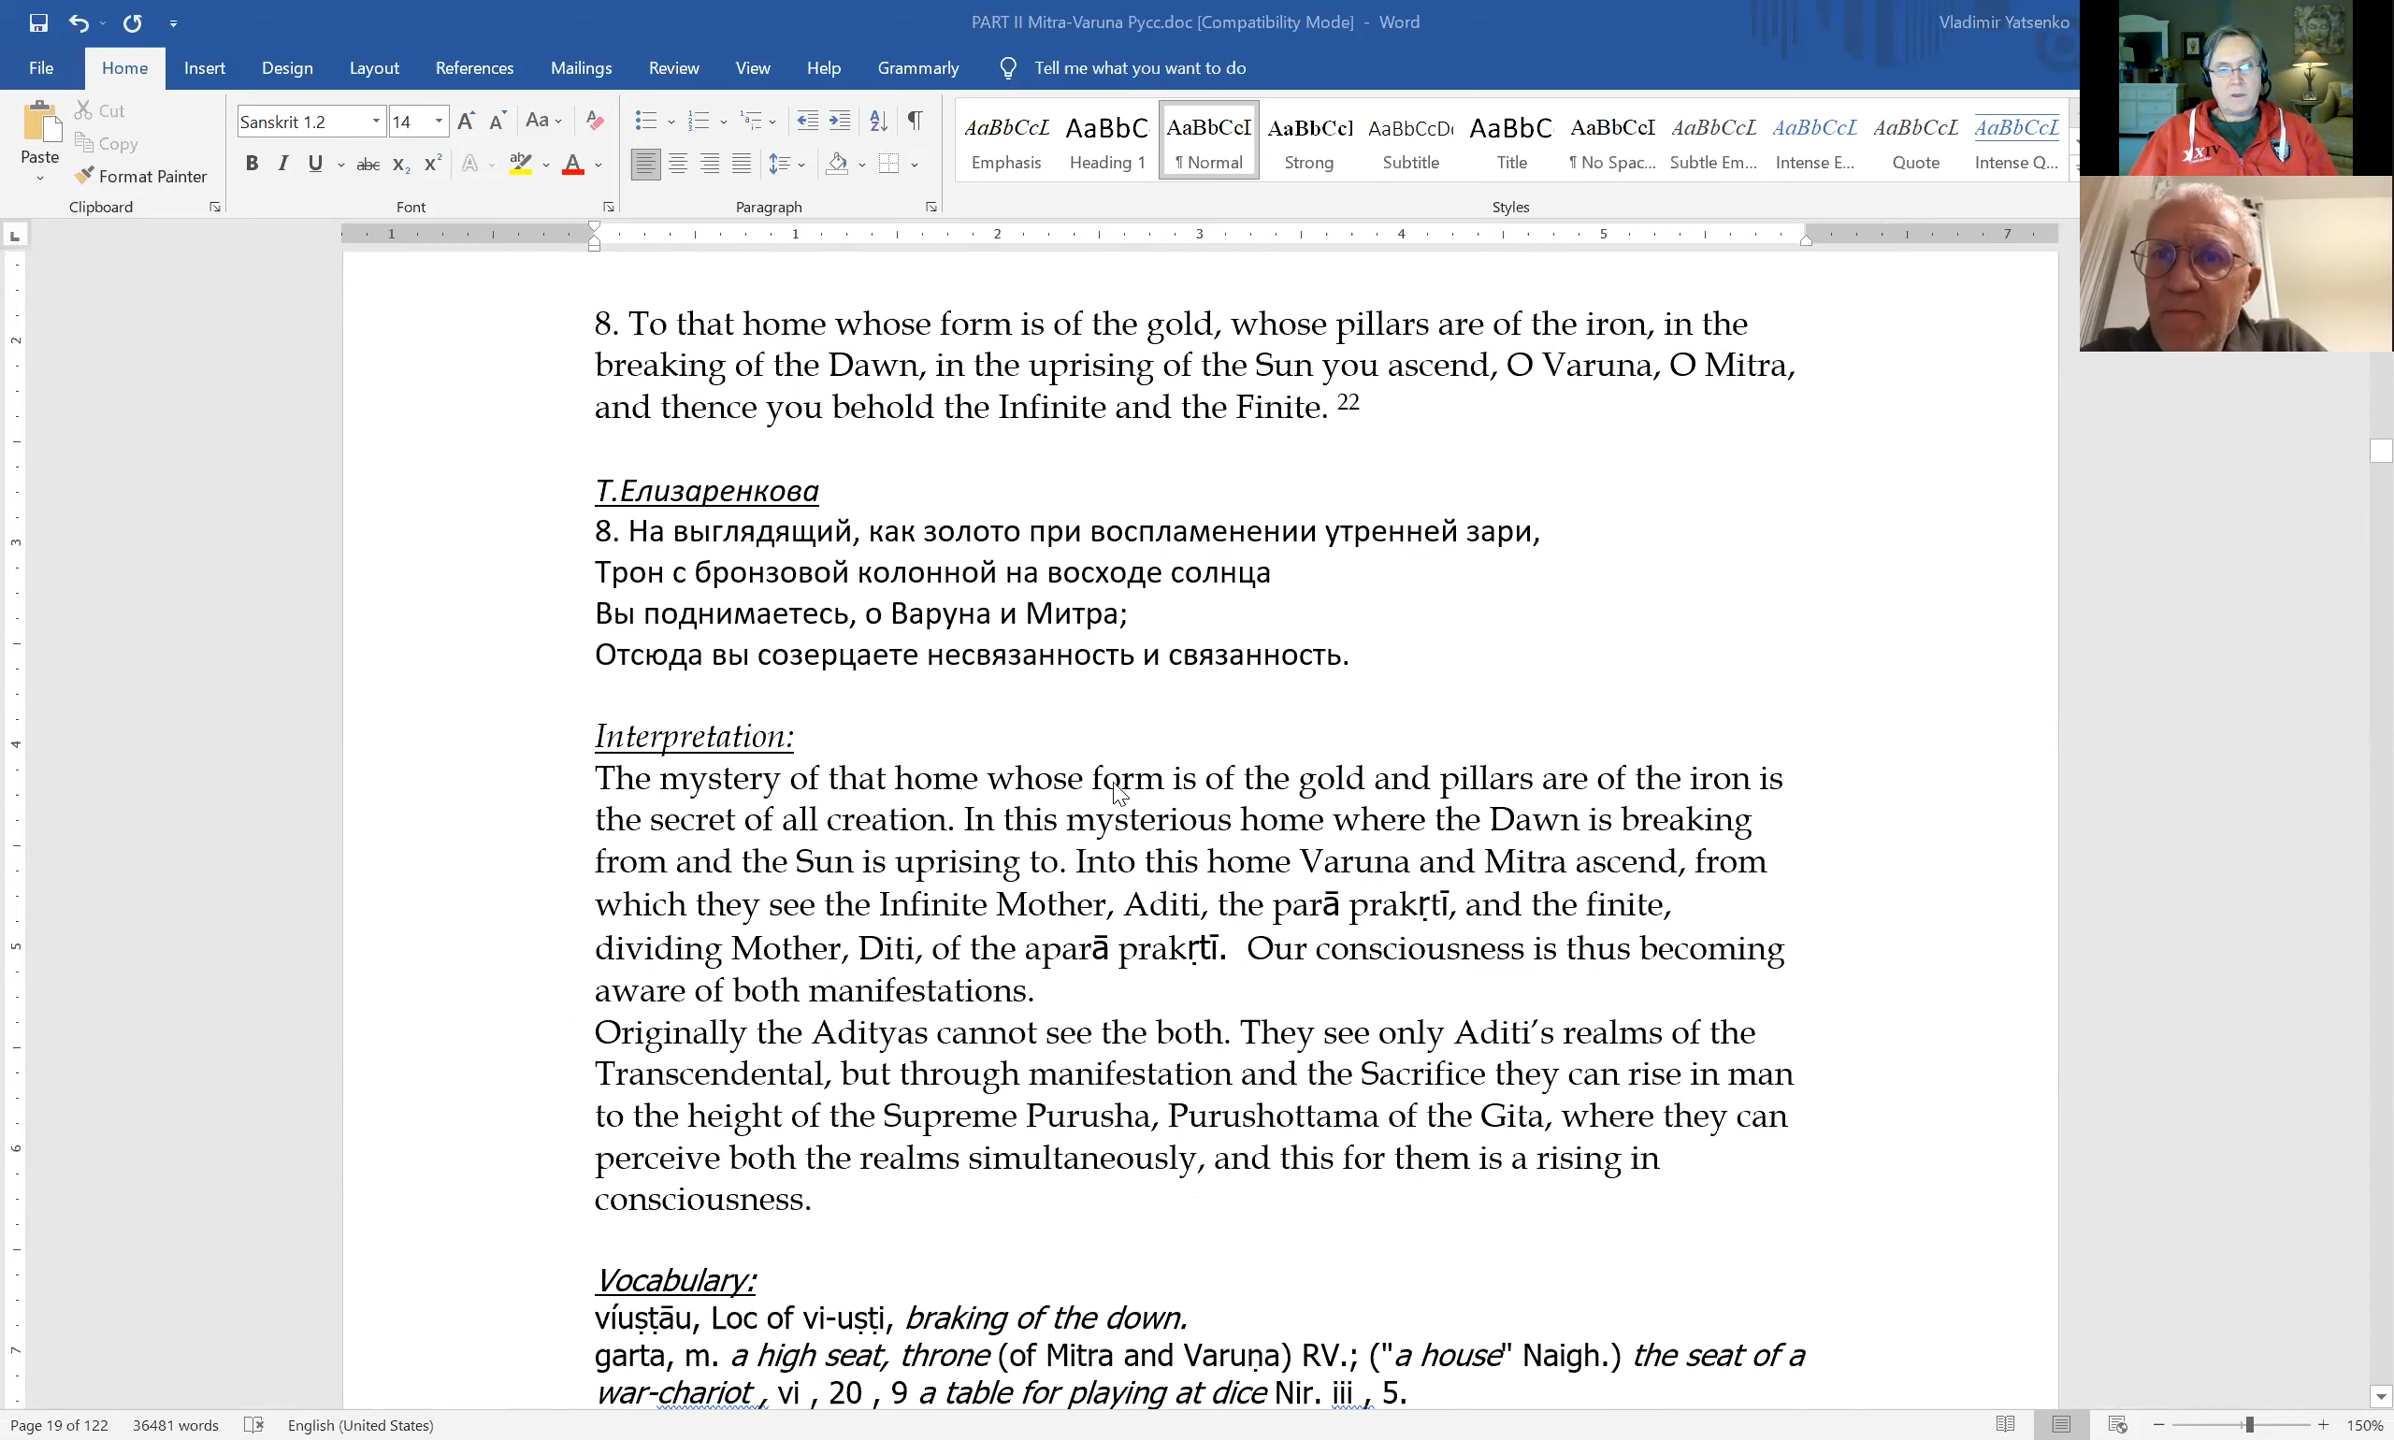 PART II Mitra-Varuna Русс.doc [Compatibility Mode] - Word
Vladimir Yatsenko
File Home Insert Design Layout References Mailings Review View Help Grammarly Tell me what you want to do
Paste
Cut
Copy
Format Painter
Sanskrit 1.2
14
Emphasis Heading 1 ¶ Normal Strong Subtitle Title ¶ No Spac... Subtle Em... Intense E... Quote Intense Q...
Clipboard Font Paragraph Styles
8. To that home whose form is of the gold, whose pillars are of the iron, in the
breaking of the Dawn, in the uprising of the Sun you ascend, O Varuna, O Mitra,
and thence you behold the Infinite and the Finite. 22
Т.Елизаренкова
8. На выглядящий, как золото при воспламенении утренней зари,
Трон с бронзовой колонной на восходе солнца
Вы поднимаетесь, о Варуна и Митра;
Отсюда вы созерцаете несвязанность и связанность.
Interpretation:
The mystery of that home whose form is of the gold and pillars are of the iron is
the secret of all creation. In this mysterious home where the Dawn is breaking
from and the Sun is uprising to. Into this home Varuna and Mitra ascend, from
which they see the Infinite Mother, Aditi, the parā prakṛtī, and the finite,
dividing Mother, Diti, of the aparā prakṛtī. Our consciousness is thus becoming
aware of both manifestations.
Originally the Adityas cannot see the both. They see only Aditi’s realms of the
Transcendental, but through manifestation and the Sacrifice they can rise in man
to the height of the Supreme Purusha, Purushottama of the Gita, where they can
perceive both the realms simultaneously, and this for them is a rising in
consciousness.
Vocabulary:
víuṣṭāu, Loc of vi-uṣṭi, braking of the down.
garta, m. a high seat, throne (of Mitra and Varuṇa) RV.; ("a house" Naigh.) the seat of a
war-chariot , vi , 20 , 9 a table for playing at dice Nir. iii , 5.
Page 19 of 122 36481 words English (United States) 150%